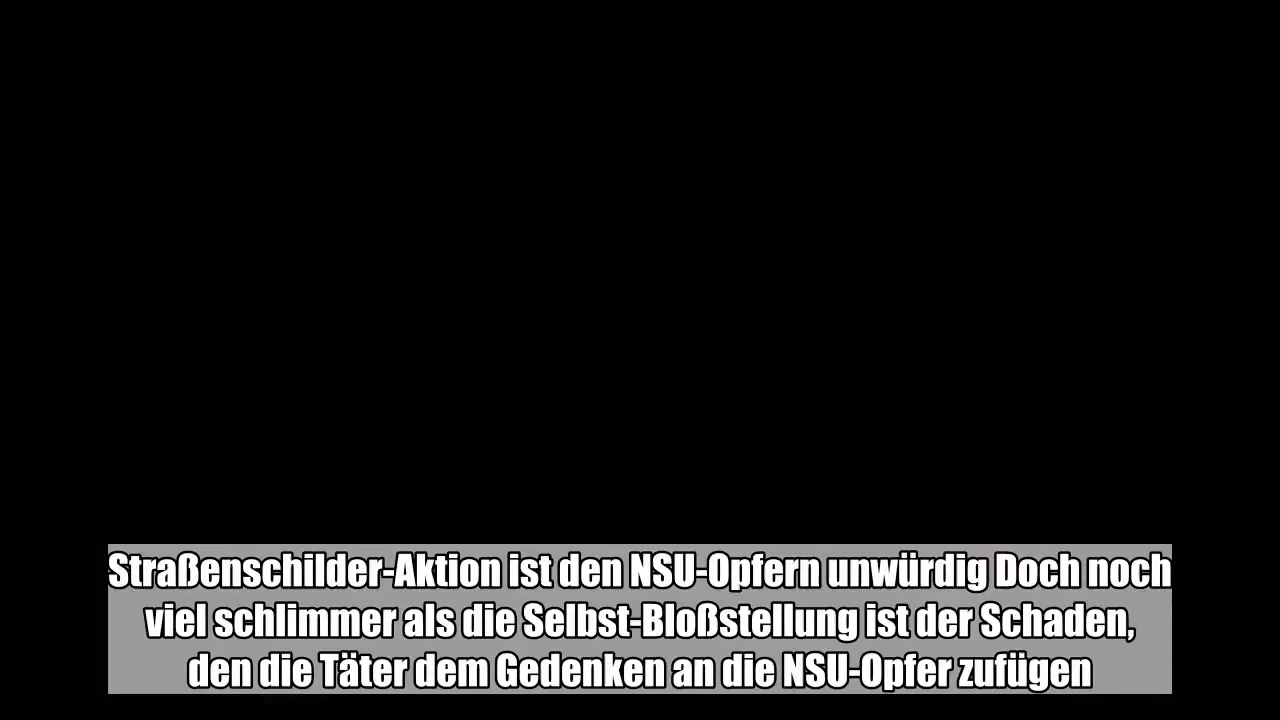 Straßenschilder-Aktion ist den NSU-Opfern unwürdig Doch noch
viel schlimmer als die Selbst-Bloßstellung ist der Schaden,
den die Täter dem Gedenken an die NSU-Opfer zufügen